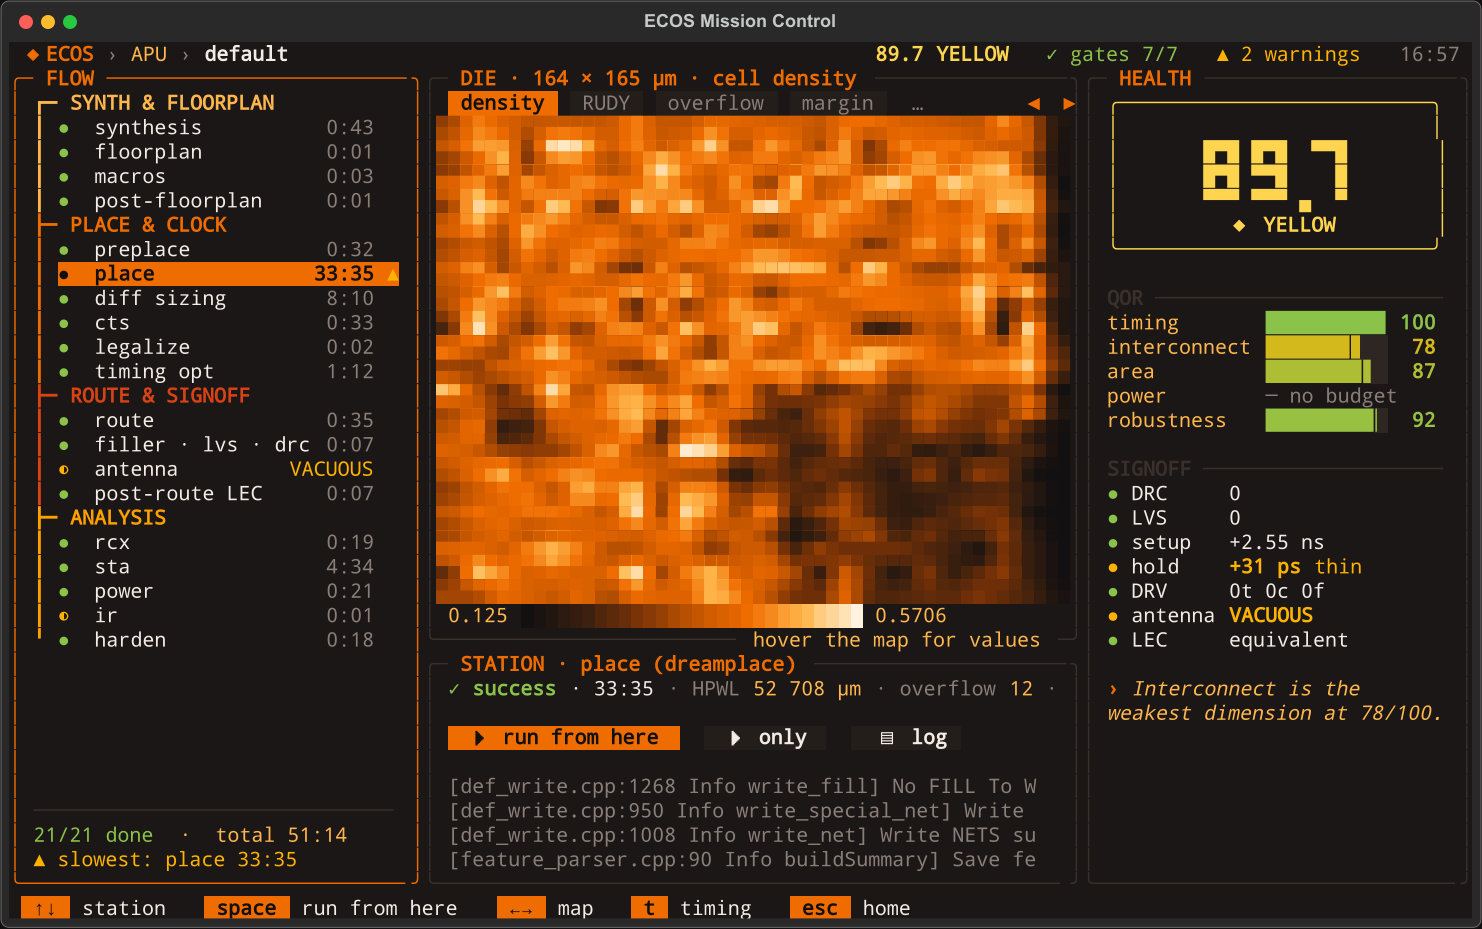 ECOS Mission Control
◆ ECOS › APU › default 89.7 YELLOW ✓ gates 7/7 ▲ 2 warnings 16:57
FLOW
SYNTH & FLOORPLAN
● synthesis 0:43
● floorplan 0:01
● macros 0:03
● post-floorplan 0:01
PLACE & CLOCK
● preplace 0:32
● place 33:35 ▲
● diff sizing 8:10
● cts 0:33
● legalize 0:02
● timing opt 1:12
ROUTE & SIGNOFF
● route 0:35
● filler · lvs · drc 0:07
◐ antenna VACUOUS
● post-route LEC 0:07
ANALYSIS
● rcx 0:19
● sta 4:34
● power 0:21
◐ ir 0:01
● harden 0:18
21/21 done · total 51:14
▲ slowest: place 33:35
DIE · 164 × 165 µm · cell density
density RUDY overflow margin … ◀ ▶
0.125 0.5706
hover the map for values
STATION · place (dreamplace)
✓ success · 33:35 · HPWL 52 708 µm · overflow 12 ·
▶ run from here ▶ only ▤ log
[def_write.cpp:1268 Info write_fill] No FILL To W
[def_write.cpp:950 Info write_special_net] Write
[def_write.cpp:1008 Info write_net] Write NETS su
[feature_parser.cpp:90 Info buildSummary] Save fe
HEALTH
89.7
◆ YELLOW
QOR
timing 100
interconnect 78
area 87
power — no budget
robustness 92
SIGNOFF
● DRC 0
● LVS 0
● setup +2.55 ns
● hold +31 ps thin
● DRV 0t 0c 0f
● antenna VACUOUS
● LEC equivalent
› Interconnect is the
weakest dimension at 78/100.
↑↓ station space run from here ←→ map t timing esc home